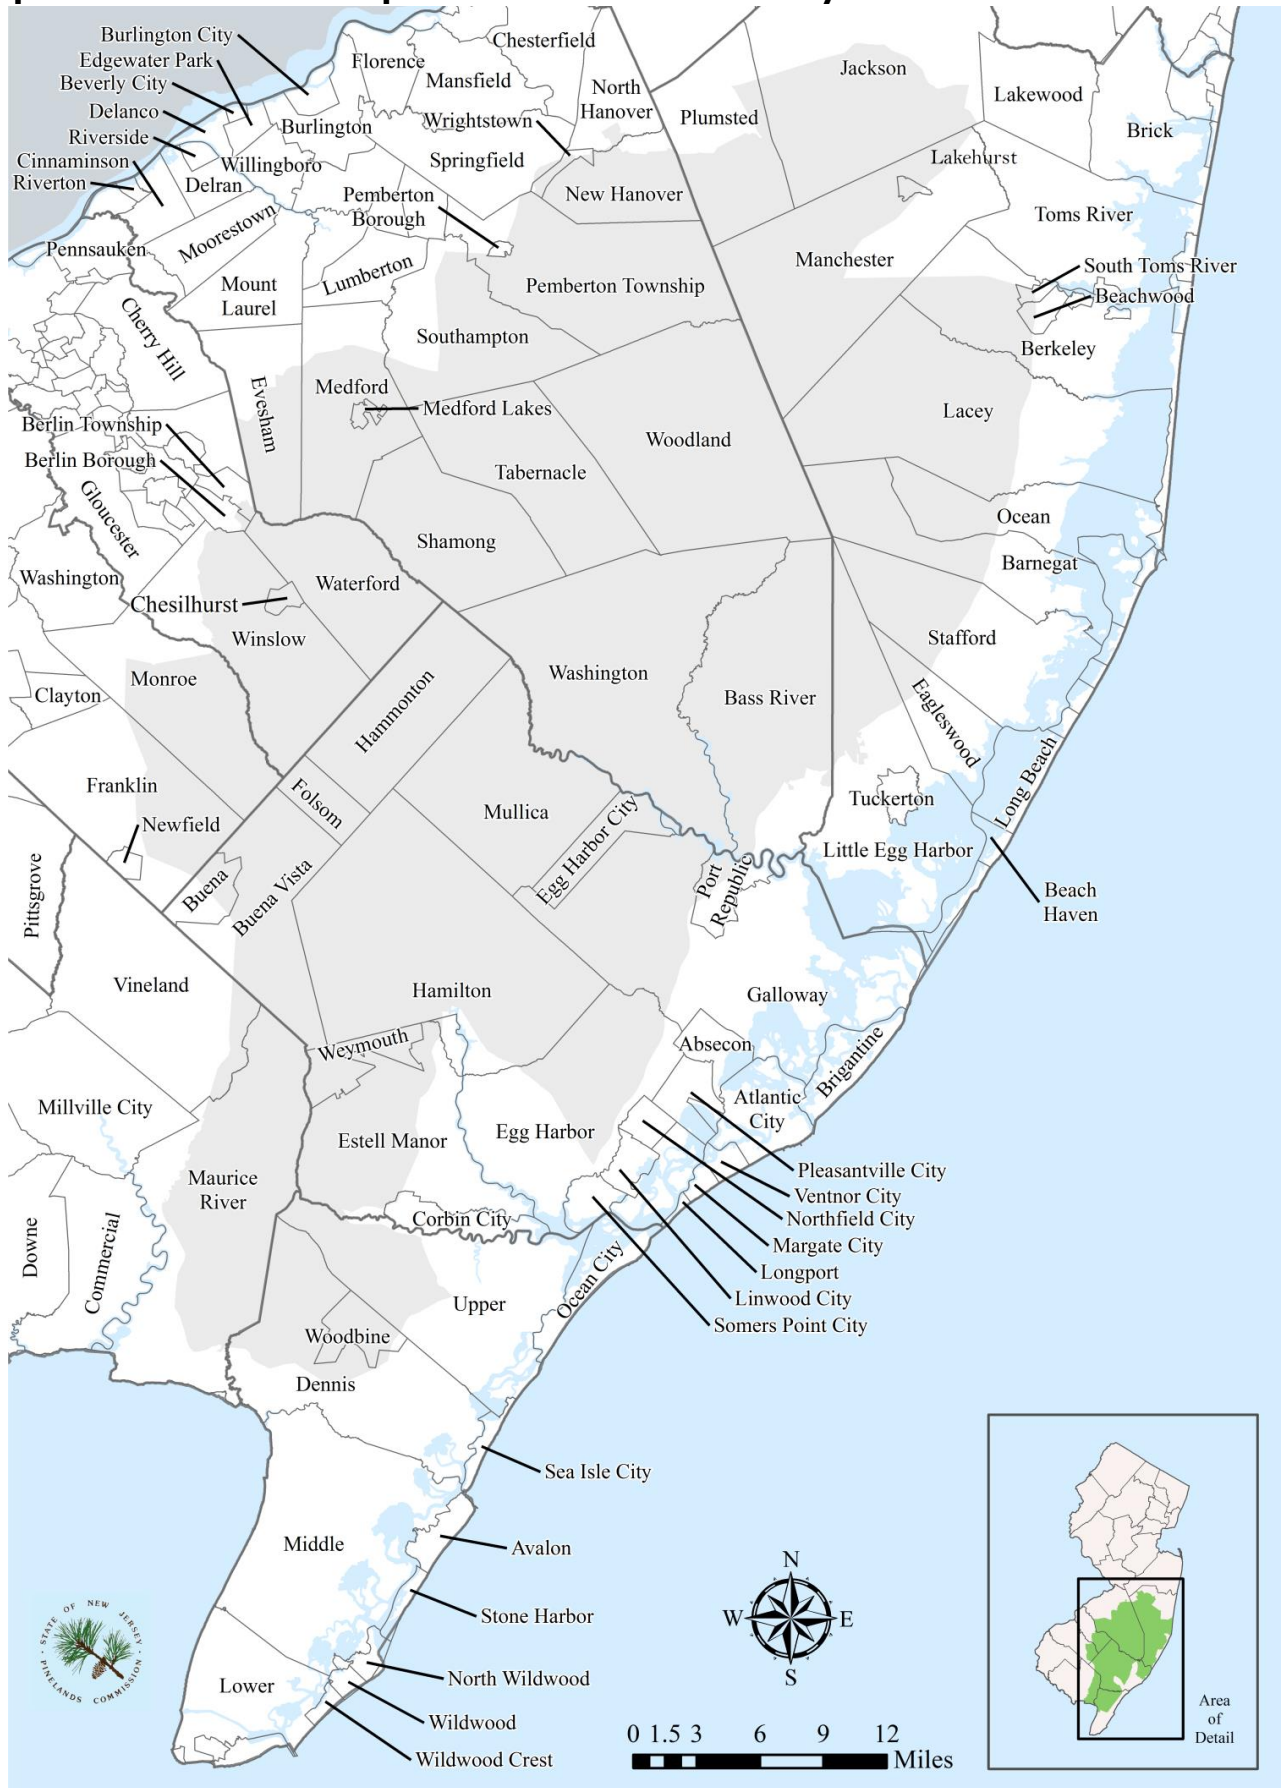 Burlington City
Edgewater Park
Beverly City
Delanco
Riverside
Cinnaminson
Riverton
Florence
Chesterfield
Mansfield
North
Hanover
Wrightstown
Burlington
Willingboro
Springfield
Delran
Pemberton
Borough
New Hanover
Moorestown
Pennsauken
Mount
Laurel
Lumberton
Pemberton Township
Plumsted
Jackson
Lakewood
Brick
Lakehurst
Toms River
Manchester
South Toms River
Beachwood
Berkeley
Cherry Hill
Southampton
Evesham
Medford
Medford Lakes
Berlin Township
Berlin Borough
Gloucester
Woodland
Tabernacle
Lacey
Ocean
Barnegat
Shamong
Washington
Waterford
Chesilhurst
Winslow
Stafford
Monroe
Clayton
Hammonton
Washington
Bass River
Eagleswood
Long Beach
Franklin
Folsom
Newfield
Mullica
Egg Harbor City
Tuckerton
Little Egg Harbor
Port
Republic
Beach
Haven
Pittsgrove
Buena
Buena Vista
Vineland
Hamilton
Galloway
Weymouth
Absecon
Brigantine
Millville City
Atlantic
City
Estell Manor
Egg Harbor
Maurice
River
Pleasantville City
Ventnor City
Northfield City
Margate City
Longport
Linwood City
Somers Point City
Corbin City
Downe
Commercial
Ocean City
Upper
Woodbine
Dennis
Sea Isle City
Middle
Avalon
Stone Harbor
Lower
North Wildwood
Wildwood
Wildwood Crest
STATE OF NEW JERSEY
PINELANDS COMMISSION
N
W E
S
0 1.5 3 6 9 12
Miles
Area
of
Detail